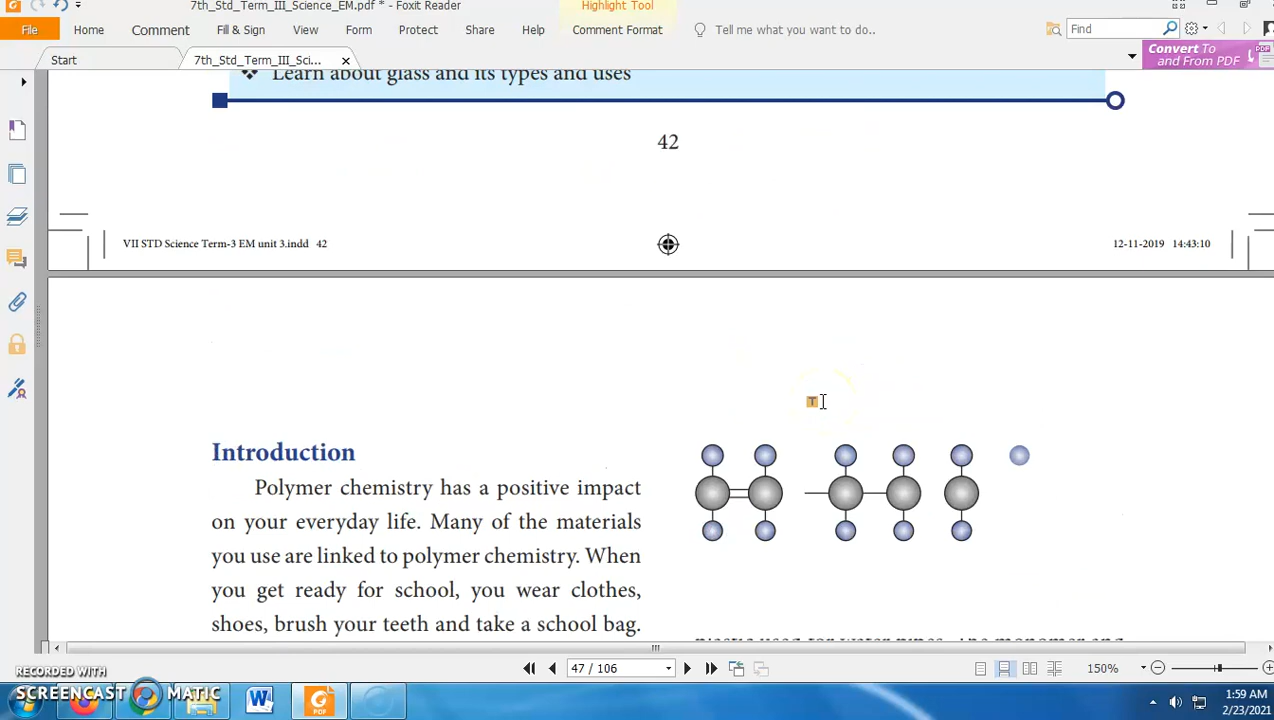 7th_Std_Term_III_Science_EM.pdf * - Foxit Reader
Highlight Tool
File Home Comment Fill & Sign View Form Protect Share Help Comment Format Tell me what you want to do.. Find
Start 7th_Std_Term_III_Sci...
Convert To
and From PDF
PDF
❖ Learn about glass and its types and uses
42
VII STD Science Term-3 EM unit 3.indd 42
12-11-2019 14:43:10
T
Introduction
Polymer chemistry has a positive impact
on your everyday life. Many of the materials
you use are linked to polymer chemistry. When
you get ready for school, you wear clothes,
shoes, brush your teeth and take a school bag.
47 / 106
150%
RECORDED WITH
SCREENCAST MATIC
W
PDF
1:59 AM
2/23/2021